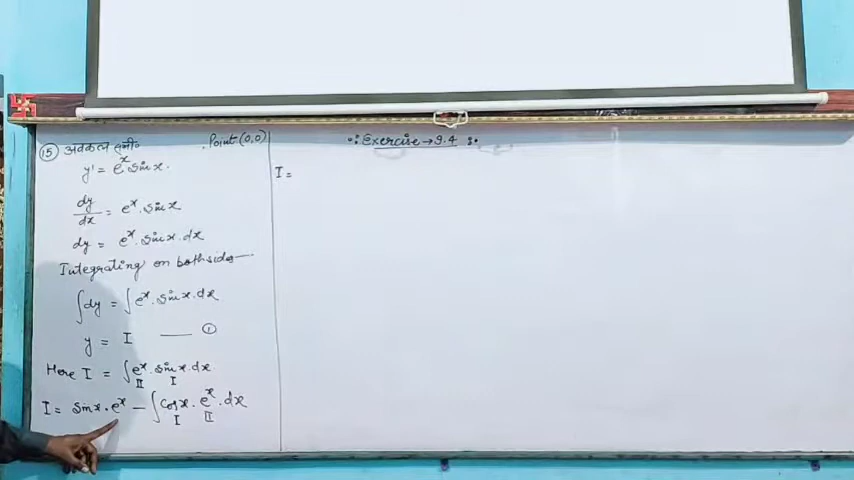 (15) अवकल समी० . Point (0,0)
y' = e^x. sin x.
dy/dx = e^x. sin x
dy = e^x. sin x. dx
Integrating on both side —
∫dy = ∫e^x. sin x. dx
y = I —— ①
Here I = ∫e^x. sin x. dx
II I
I = sin x. e^x — ∫cos x. e^x. dx
I II
Exercise → 9.4
I =